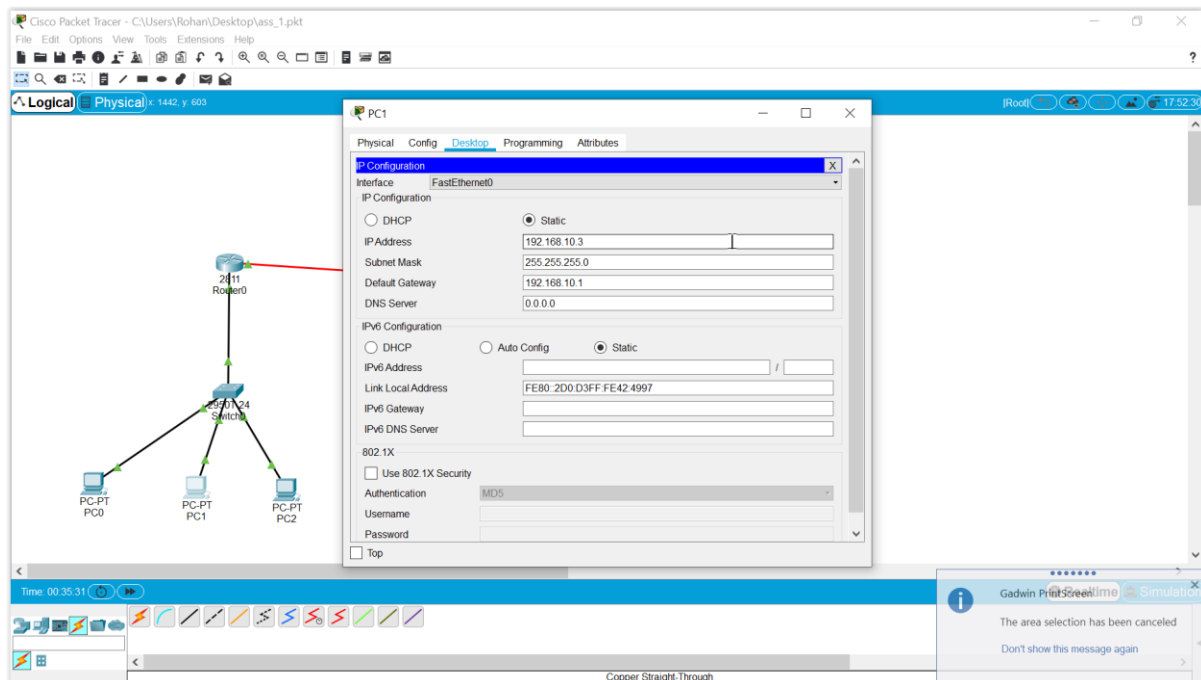 Cisco Packet Tracer - C:\Users\Rohan\Desktop\ass_1.pkt
File Edit Options View Tools Extensions Help
?
Logical Physical x: 1442, y: 603
[Root] 17:52:30
PC1
Physical Config Desktop Programming Attributes
IP Configuration X
Interface FastEthernet0
IP Configuration
DHCP Static
IP Address 192.168.10.3
Subnet Mask 255.255.255.0
Default Gateway 192.168.10.1
DNS Server 0.0.0.0
IPv6 Configuration
DHCP Auto Config Static
IPv6 Address /
Link Local Address FE80::2D0:D3FF:FE42:4997
IPv6 Gateway
IPv6 DNS Server
802.1X
Use 802.1X Security
Authentication MD5
Username
Password
Top
2811
Router0
2950T-24
Switch0
PC-PT
PC0
PC-PT
PC1
PC-PT
PC2
Time: 00:35:31
Realtime Simulation
Gadwin PrintScreen
The area selection has been canceled
Don't show this message again
Copper Straight-Through